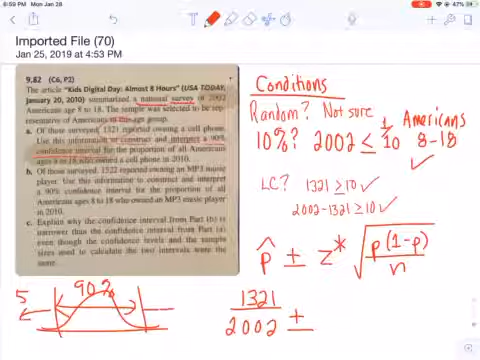 6:59 PM Mon Jan 28
47%
Imported File (70)
Jan 25, 2019 at 4:53 PM
9.82 (C6, P2)
The article "Kids Digital Day: Almost 8 Hours" (USA TODAY,
January 20, 2010) summarized a national survey of 2002
Americans age 8 to 18. The sample was selected to be rep-
resentative of Americans in this age group.
a. Of those surveyed, 1321 reported owning a cell phone.
Use this information to construct and interpret a 90%
confidence interval for the proportion of all Americans
ages 8 to 18 who owned a cell phone in 2010.
b. Of those surveyed, 1522 reported owning an MP3 music
player. Use this information to construct and interpret
a 90% confidence interval for the proportion of all
Americans ages 8 to 18 who owned an MP3 music player
in 2010.
c. Explain why the confidence interval from Part (b) is
narrower than the confidence interval from Part (a)
even though the confidence levels and the sample
sizes used to calculate the two intervals were the
same.
Conditions
Random? Not sure
10%? 2002 ≤ 1/10 Americans 8-18 ✓
LC? 1321 ≥ 10 ✓
2002-1321 ≥ 10 ✓
p̂ ± z* √(p(1-p)/n)
5 90%
1321/2002 ±